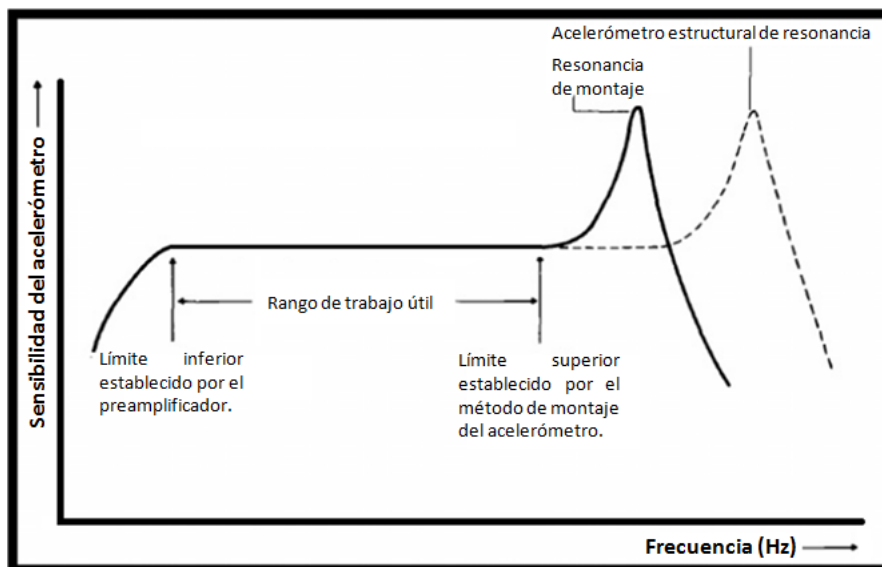 Acelerómetro estructural de resonancia
Resonancia
de montaje
Sensibilidad del acelerómetro
Rango de trabajo útil
Límite inferior
establecido por el
preamplificador.
Límite superior
establecido por el
método de montaje
del acelerómetro.
Frecuencia (Hz)